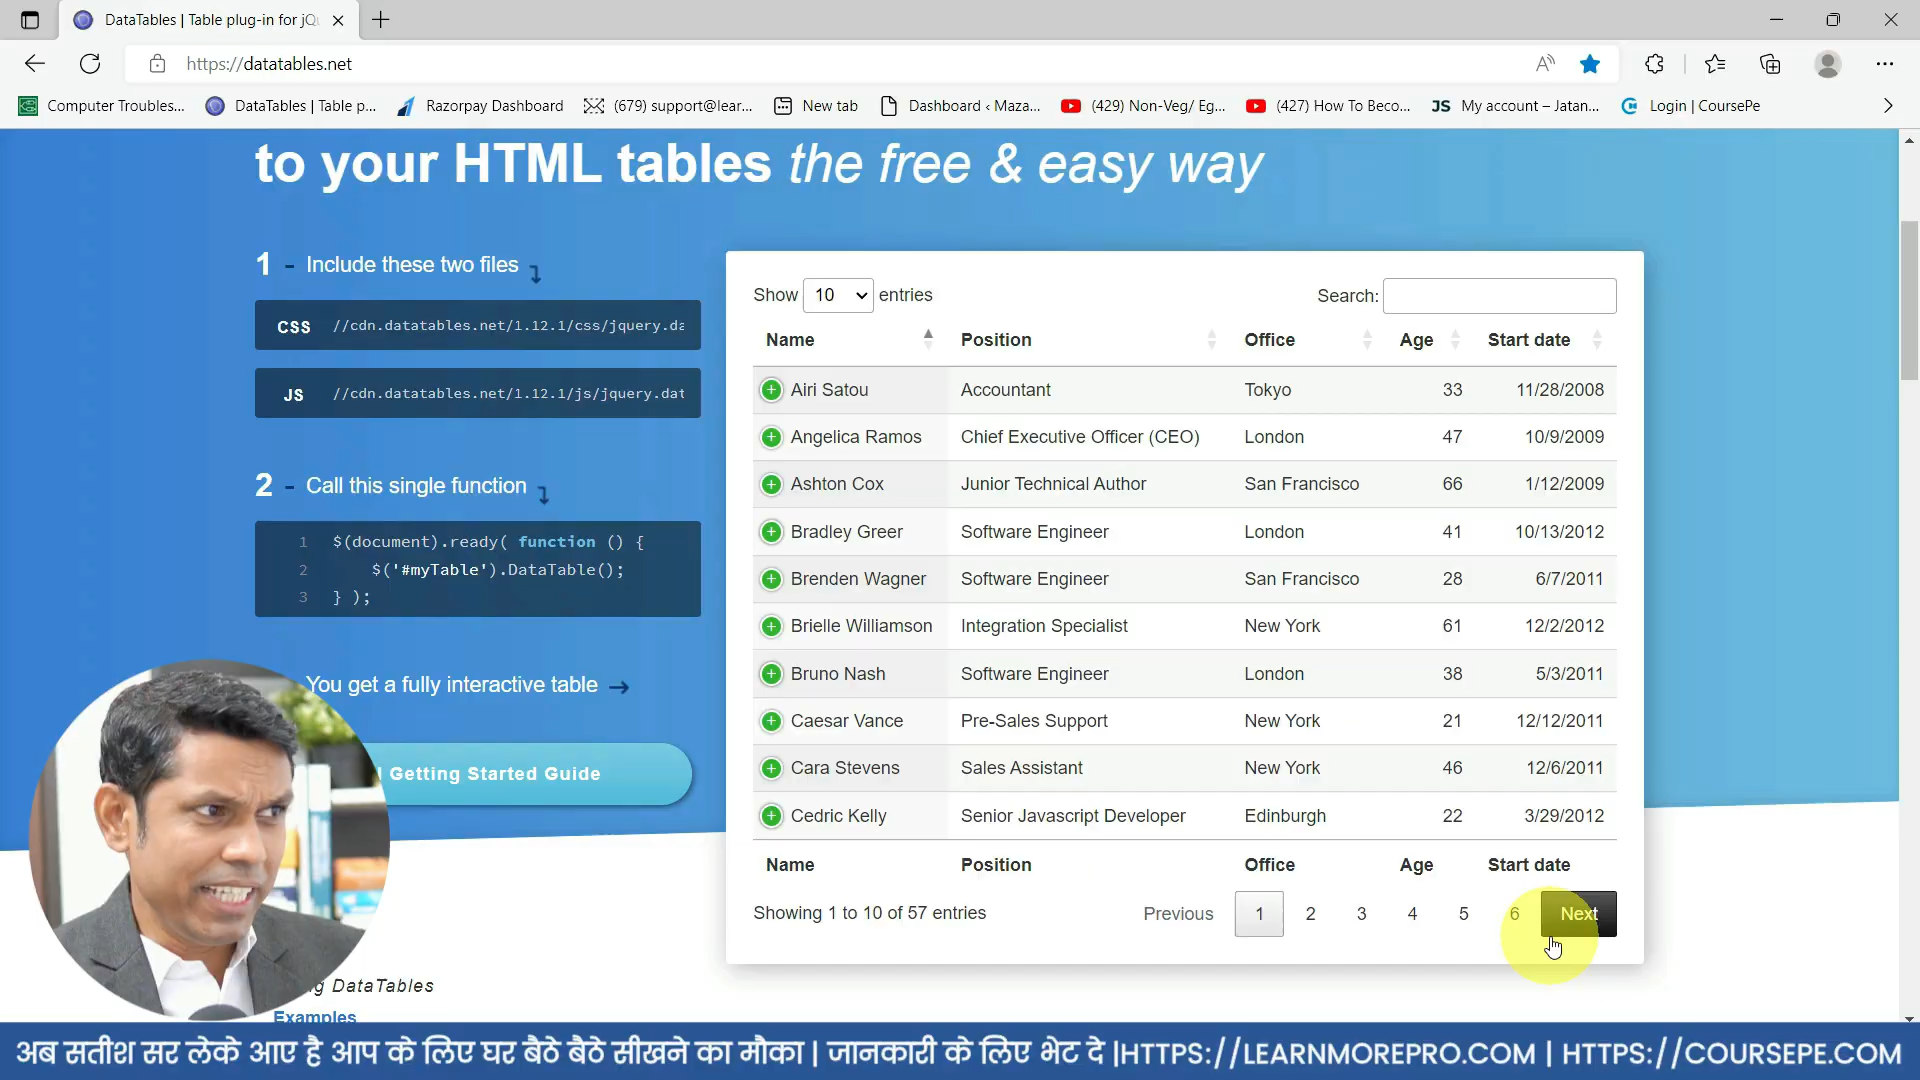 DataTables | Table plug-in for jQu
https://datatables.net
Computer Troubles...
DataTables | Table p...
Razorpay Dashboard
(679) support@lear...
New tab
Dashboard ‹ Maza...
(429) Non-Veg/ Eg...
(427) How To Beco...
JS My account – Jatan...
Login | CoursePe
to your HTML tables the free & easy way
1 - Include these two files
CSS //cdn.datatables.net/1.12.1/css/jquery.da
JS //cdn.datatables.net/1.12.1/js/jquery.dat
2 - Call this single function
1 $(document).ready( function () {
2 $('#myTable').DataTable();
3 } );
You get a fully interactive table →
Getting Started Guide
DataTables
Examples
Show 10 entries
Search:
Name Position Office Age Start date
Airi Satou Accountant Tokyo 33 11/28/2008
Angelica Ramos Chief Executive Officer (CEO) London 47 10/9/2009
Ashton Cox Junior Technical Author San Francisco 66 1/12/2009
Bradley Greer Software Engineer London 41 10/13/2012
Brenden Wagner Software Engineer San Francisco 28 6/7/2011
Brielle Williamson Integration Specialist New York 61 12/2/2012
Bruno Nash Software Engineer London 38 5/3/2011
Caesar Vance Pre-Sales Support New York 21 12/12/2011
Cara Stevens Sales Assistant New York 46 12/6/2011
Cedric Kelly Senior Javascript Developer Edinburgh 22 3/29/2012
Name Position Office Age Start date
Showing 1 to 10 of 57 entries
Previous 1 2 3 4 5 6 Next
अब सतीश सर लेके आए है आप के लिए घर बैठे बैठे सीखने का मौका | जानकारी के लिए भेट दे |HTTPS://LEARNMOREPRO.COM | HTTPS://COURSEPE.COM